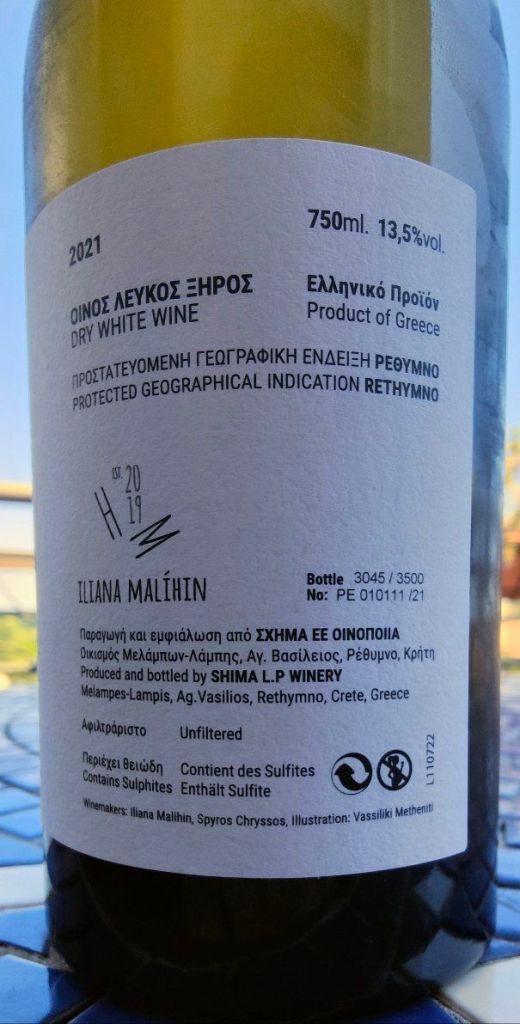 2021
750ml. 13,5%vol.
ΟΙΝΟΣ ΛΕΥΚΟΣ ΞΗΡΟΣ
DRY WHITE WINE
Ελληνικό Προϊόν
Product of Greece
ΠΡΟΣΤΑΤΕΥΟΜΕΝΗ ΓΕΩΓΡΑΦΙΚΗ ΕΝΔΕΙΞΗ ΡΕΘΥΜΝΟ
PROTECTED GEOGRAPHICAL INDICATION RETHYMNO
EST. 20
19
H M
ILIANA MALÍHIN
Bottle 3045 / 3500
No: PE 010111 /21
Παραγωγή και εμφιάλωση από ΣΧΗΜΑ ΕΕ ΟΙΝΟΠΟΙΙΑ
Οικισμός Μελάμπων-Λάμπης, Αγ. Βασίλειος, Ρέθυμνο, Κρήτη
Produced and bottled by SHIMA L.P WINERY
Melampes-Lampis, Ag.Vasilios, Rethymno, Crete, Greece
Αφιλτράριστο Unfiltered
Περιέχει θειώδη Contient des Sulfites
Contains Sulphites Enthält Sulfite
L110722
Winemakers: Iliana Malihin, Spyros Chryssos, Illustration: Vassiliki Metheniti